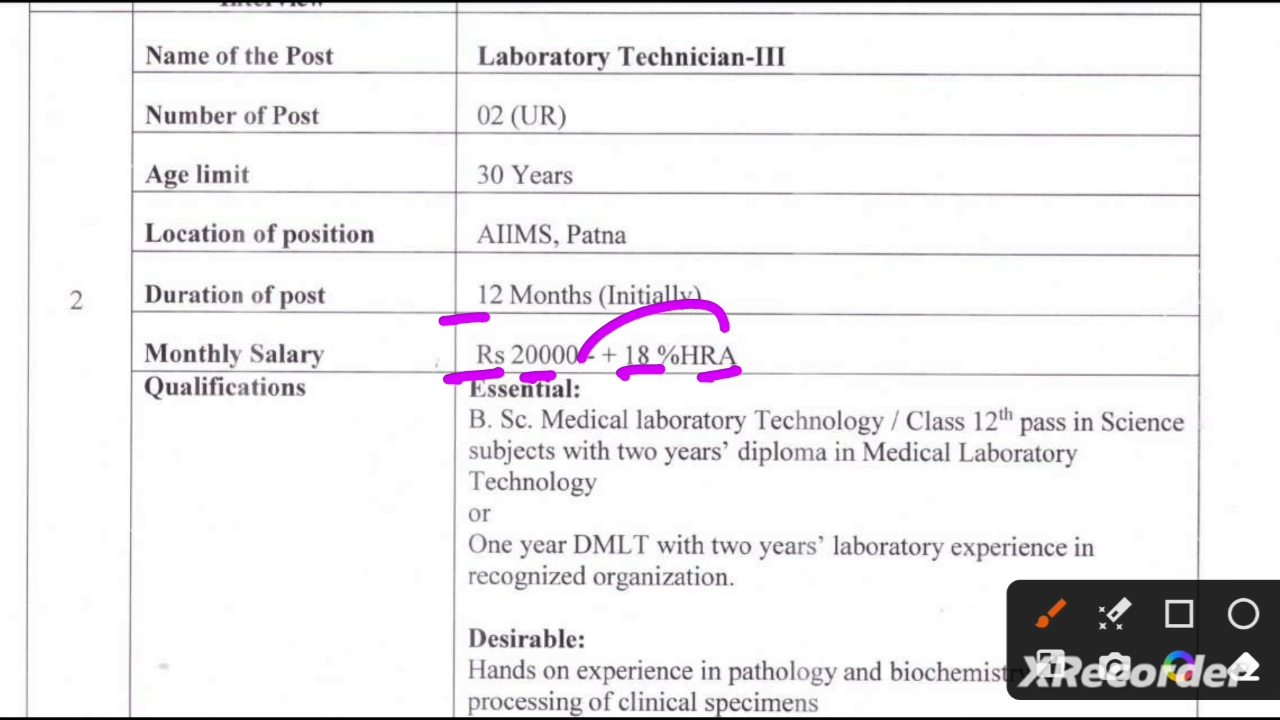 Interview
Name of the Post
Laboratory Technician-III
Number of Post
02 (UR)
Age limit
30 Years
Location of position
AIIMS, Patna
2
Duration of post
12 Months (Initially)
Monthly Salary
Rs 20000 - + 18 %HRA
Qualifications
Essential:
B. Sc. Medical laboratory Technology / Class 12th pass in Science
subjects with two years’ diploma in Medical Laboratory
Technology
or
One year DMLT with two years’ laboratory experience in
recognized organization.
Desirable:
Hands on experience in pathology and
processing of clinical specimens
XRecorder